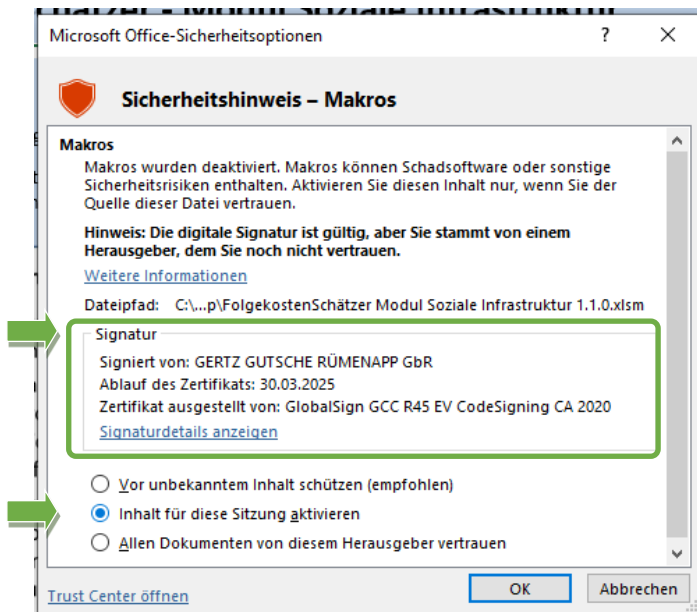 Modul Soziale Infrastruktur
Microsoft Office-Sicherheitsoptionen ? ×
Sicherheitshinweis – Makros
Makros
Makros wurden deaktiviert. Makros können Schadsoftware oder sonstige
Sicherheitsrisiken enthalten. Aktivieren Sie diesen Inhalt nur, wenn Sie der
Quelle dieser Datei vertrauen.
Hinweis: Die digitale Signatur ist gültig, aber Sie stammt von einem
Herausgeber, dem Sie noch nicht vertrauen.
Weitere Informationen
Dateipfad: C:\...p\FolgekostenSchätzer Modul Soziale Infrastruktur 1.1.0.xlsm
Signatur
Signiert von: GERTZ GUTSCHE RÜMENAPP GbR
Ablauf des Zertifikats: 30.03.2025
Zertifikat ausgestellt von: GlobalSign GCC R45 EV CodeSigning CA 2020
Signaturdetails anzeigen
Vor unbekanntem Inhalt schützen (empfohlen)
Inhalt für diese Sitzung aktivieren
Allen Dokumenten von diesem Herausgeber vertrauen
Trust Center öffnen
OK
Abbrechen